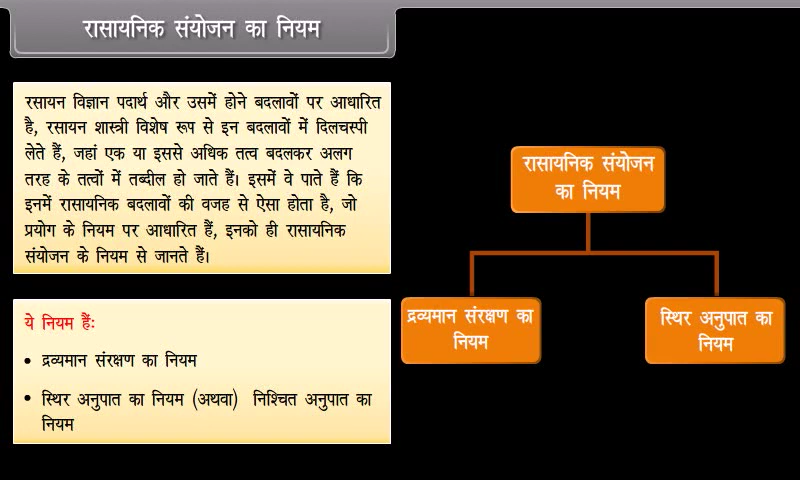 रासायनिक संयोजन का नियम
रसायन विज्ञान पदार्थ और उसमें होने बदलावों पर आधारित
है, रसायन शास्त्री विशेष रूप से इन बदलावों में दिलचस्पी
लेते हैं, जहां एक या इससे अधिक तत्व बदलकर अलग
तरह के तत्वों में तब्दील हो जाते हैं। इसमें वे पाते हैं कि
इनमें रासायनिक बदलावों की वजह से ऐसा होता है, जो
प्रयोग के नियम पर आधारित हैं, इनको ही रासायनिक
संयोजन के नियम से जानते हैं।
ये नियम हैं:
• द्रव्यमान संरक्षण का नियम
• स्थिर अनुपात का नियम (अथवा) निश्चित अनुपात का
नियम
रासायनिक संयोजन
का नियम
द्रव्यमान संरक्षण का
नियम
स्थिर अनुपात का
नियम